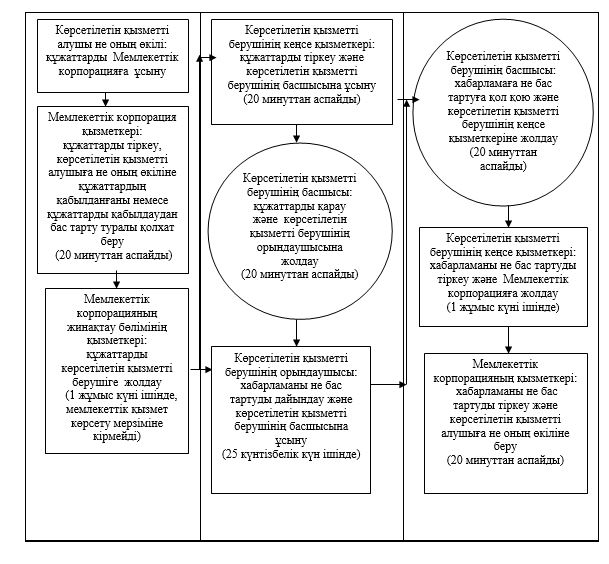 Көрсетілетін қызметті
алушы не оның өкілі:
құжаттарды Мемлекеттік
корпорацияға ұсыну
Мемлекеттік корпорация
қызметкері:
құжаттарды тіркеу,
көрсетілетін қызметті
алушыға не оның өкіліне
құжаттардың
қабылданғаны немесе
құжаттарды қабылдаудан
бас тарту туралы қолхат
беру
(20 минуттан аспайды)
Мемлекеттік
корпорацияның
жинақтау бөлімінің
қызметкері:
құжаттарды
көрсетілетін қызметті
берушіге жолдау
(1 жұмыс күні ішінде,
мемлекеттік қызмет
көрсету мерзіміне
кірмейді)
Көрсетілетін қызметті
берушінің кеңсе қызметкері:
құжаттарды тіркеу және
көрсетілетін қызметті
берушінің басшысына ұсыну
(20 минуттан аспайды)
Көрсетілетін қызметті
берушінің басшысы:
құжаттарды қарау
және көрсетілетін
қызметті берушінің
орындаушысына
жолдау
(20 минуттан аспайды)
Көрсетілетін қызметті
берушінің орындаушысы:
хабарламаны не бас
тартуды дайындау және
көрсетілетін қызметті
берушінің басшысына
ұсыну
(25 күнтізбелік күн ішінде)
Көрсетілетін қызметті
берушінің басшысы:
хабарламаға не бас
тартуға қол қою және
көрсетілетін қызметті
берушінің кеңсе
қызметкеріне жолдау
(20 минуттан
аспайды)
Көрсетілетін қызметті
берушінің кеңсе қызметкері:
хабарламаны не бас тартуды
тіркеу және Мемлекеттік
корпорацияға жолдау
(1 жұмыс күні ішінде)
Мемлекеттік
корпорацияның қызметкері:
хабарламаны не бас
тартуды тіркеу және
көрсетілетін қызметті
алушыға не оның өкіліне
беру
(20 минуттан аспайды)